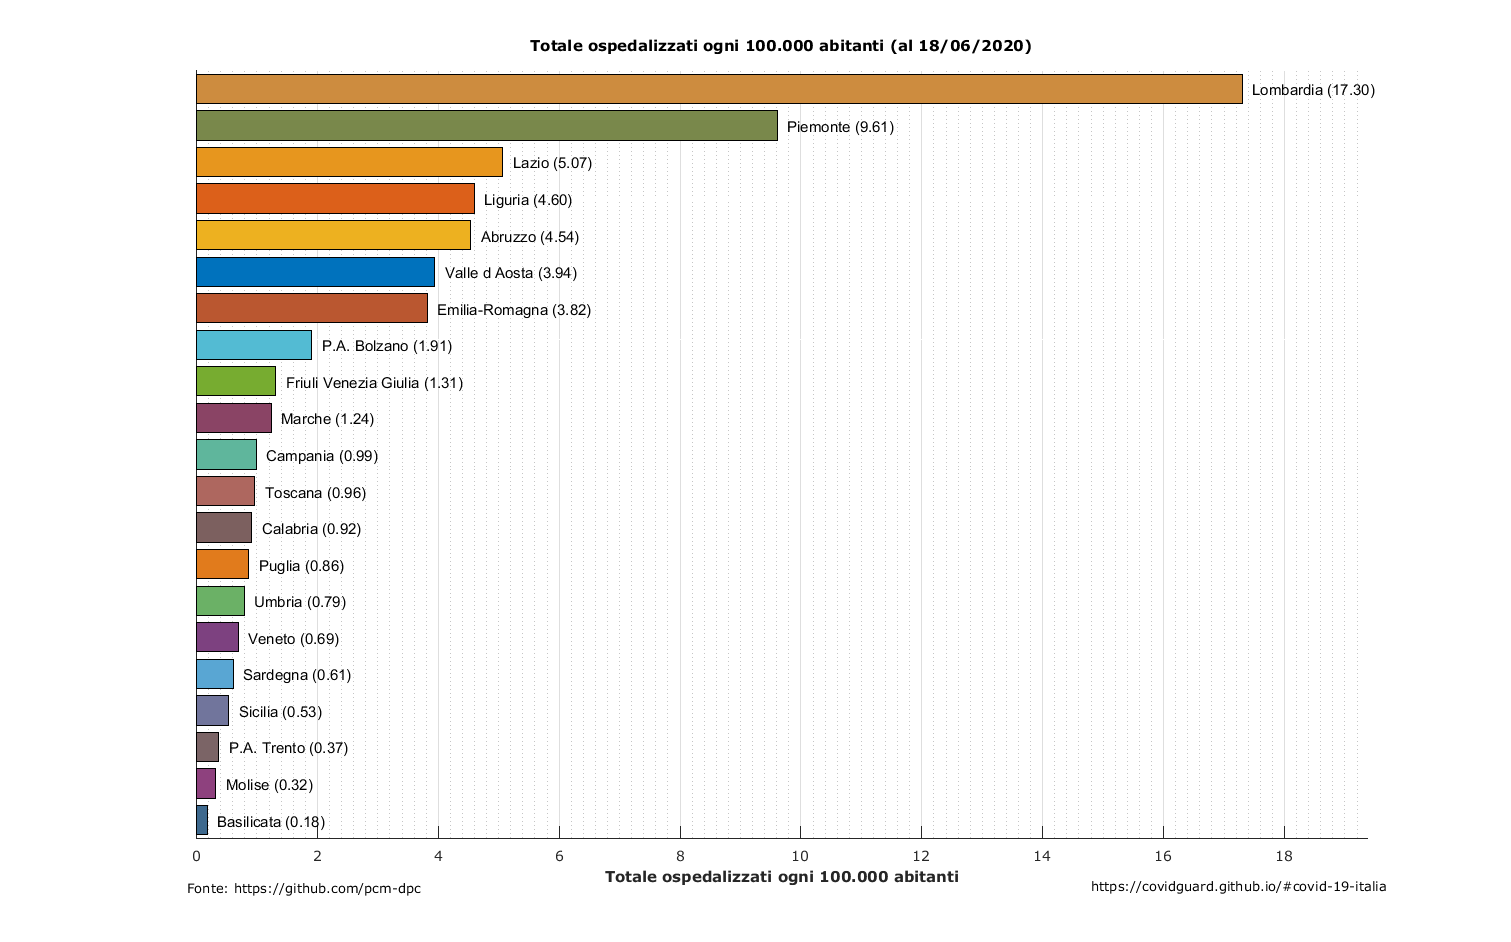 Totale ospedalizzati ogni 100.000 abitanti (al 18/06/2020)
Lombardia (17.30)
Piemonte (9.61)
Lazio (5.07)
Liguria (4.60)
Abruzzo (4.54)
Valle d Aosta (3.94)
Emilia-Romagna (3.82)
P.A. Bolzano (1.91)
Friuli Venezia Giulia (1.31)
Marche (1.24)
Campania (0.99)
Toscana (0.96)
Calabria (0.92)
Puglia (0.86)
Umbria (0.79)
Veneto (0.69)
Sardegna (0.61)
Sicilia (0.53)
P.A. Trento (0.37)
Molise (0.32)
Basilicata (0.18)
0 2 4 6 8 10 12 14 16 18
Totale ospedalizzati ogni 100.000 abitanti
Fonte: https://github.com/pcm-dpc
https://covidguard.github.io/#covid-19-italia